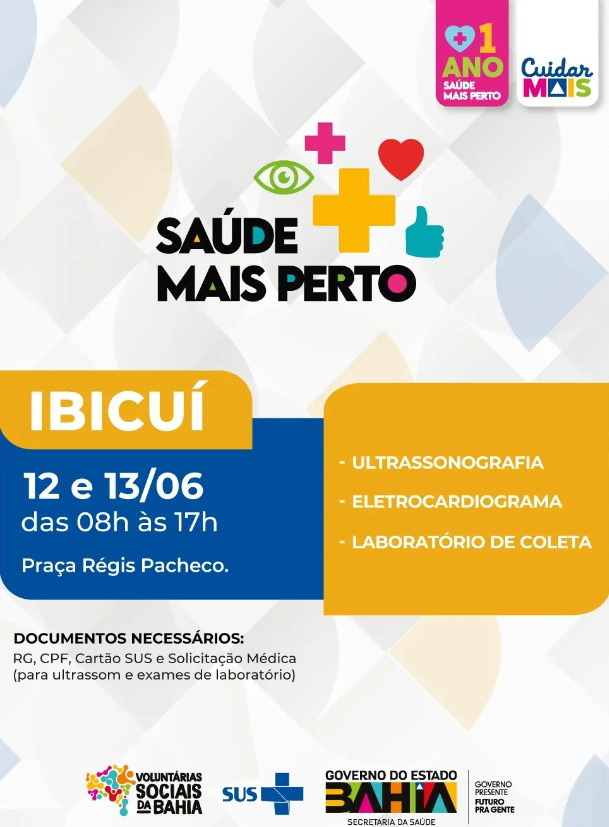 1
ANO
SAÚDE
MAIS PERTO
Cuidar
MAIS
SAÚDE
MAIS PERTO
IBICUÍ
12 e 13/06
das 08h às 17h
Praça Régis Pacheco.
- ULTRASSONOGRAFIA
- ELETROCARDIOGRAMA
- LABORATÓRIO DE COLETA
DOCUMENTOS NECESSÁRIOS:
RG, CPF, Cartão SUS e Solicitação Médica
(para ultrassom e exames de laboratório)
VOLUNTÁRIAS
SOCIAIS
DA BAHIA
SUS
GOVERNO DO ESTADO
BAHIA
SECRETARIA DA SAÚDE
GOVERNO
PRESENTE
FUTURO
PRA GENTE